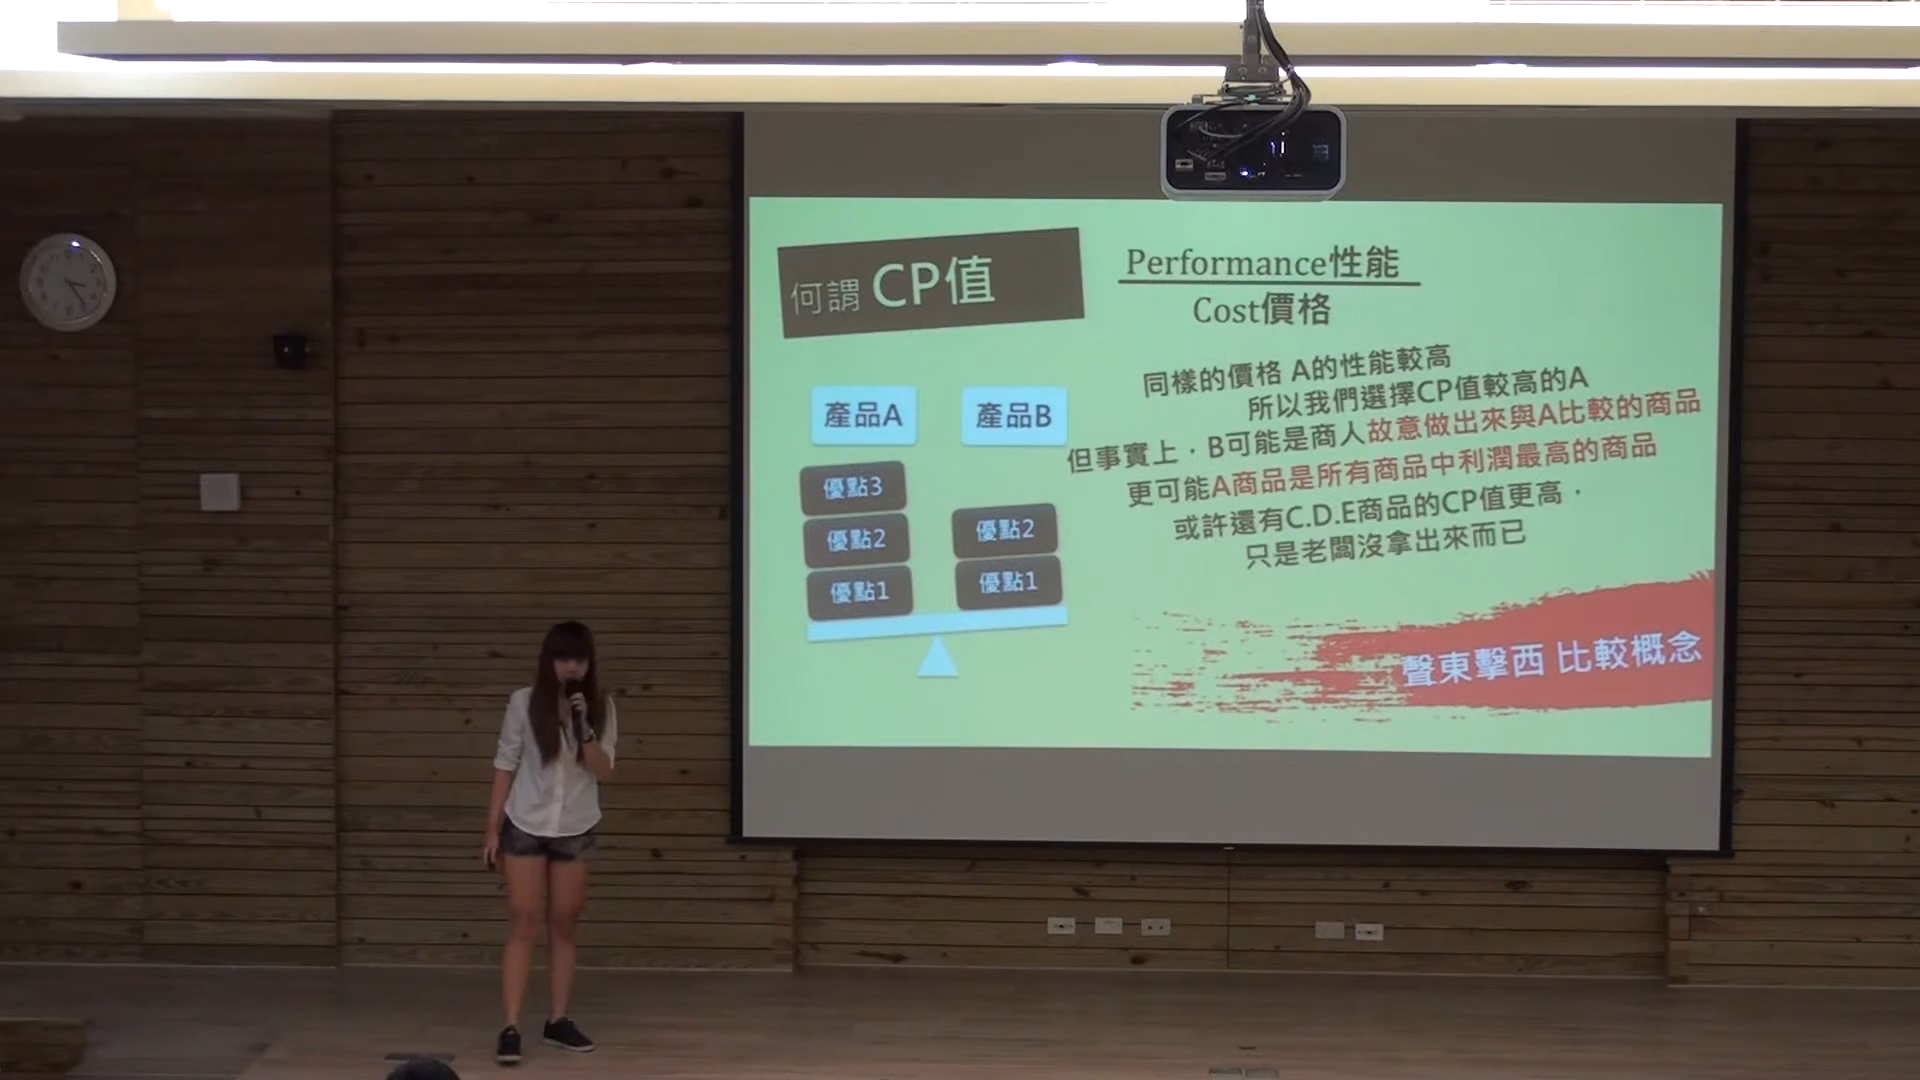 何謂 CP值
Performance性能
Cost價格
產品A
產品B
優點3
優點2
優點1
優點2
優點1
同樣的價格 A的性能較高
所以我們選擇CP值較高的A
但事實上，B可能是商人故意做出來與A比較的商品
更可能A商品是所有商品中利潤最高的商品
或許還有C.D.E商品的CP值更高，
只是老闆沒拿出來而已
聲東擊西 比較概念